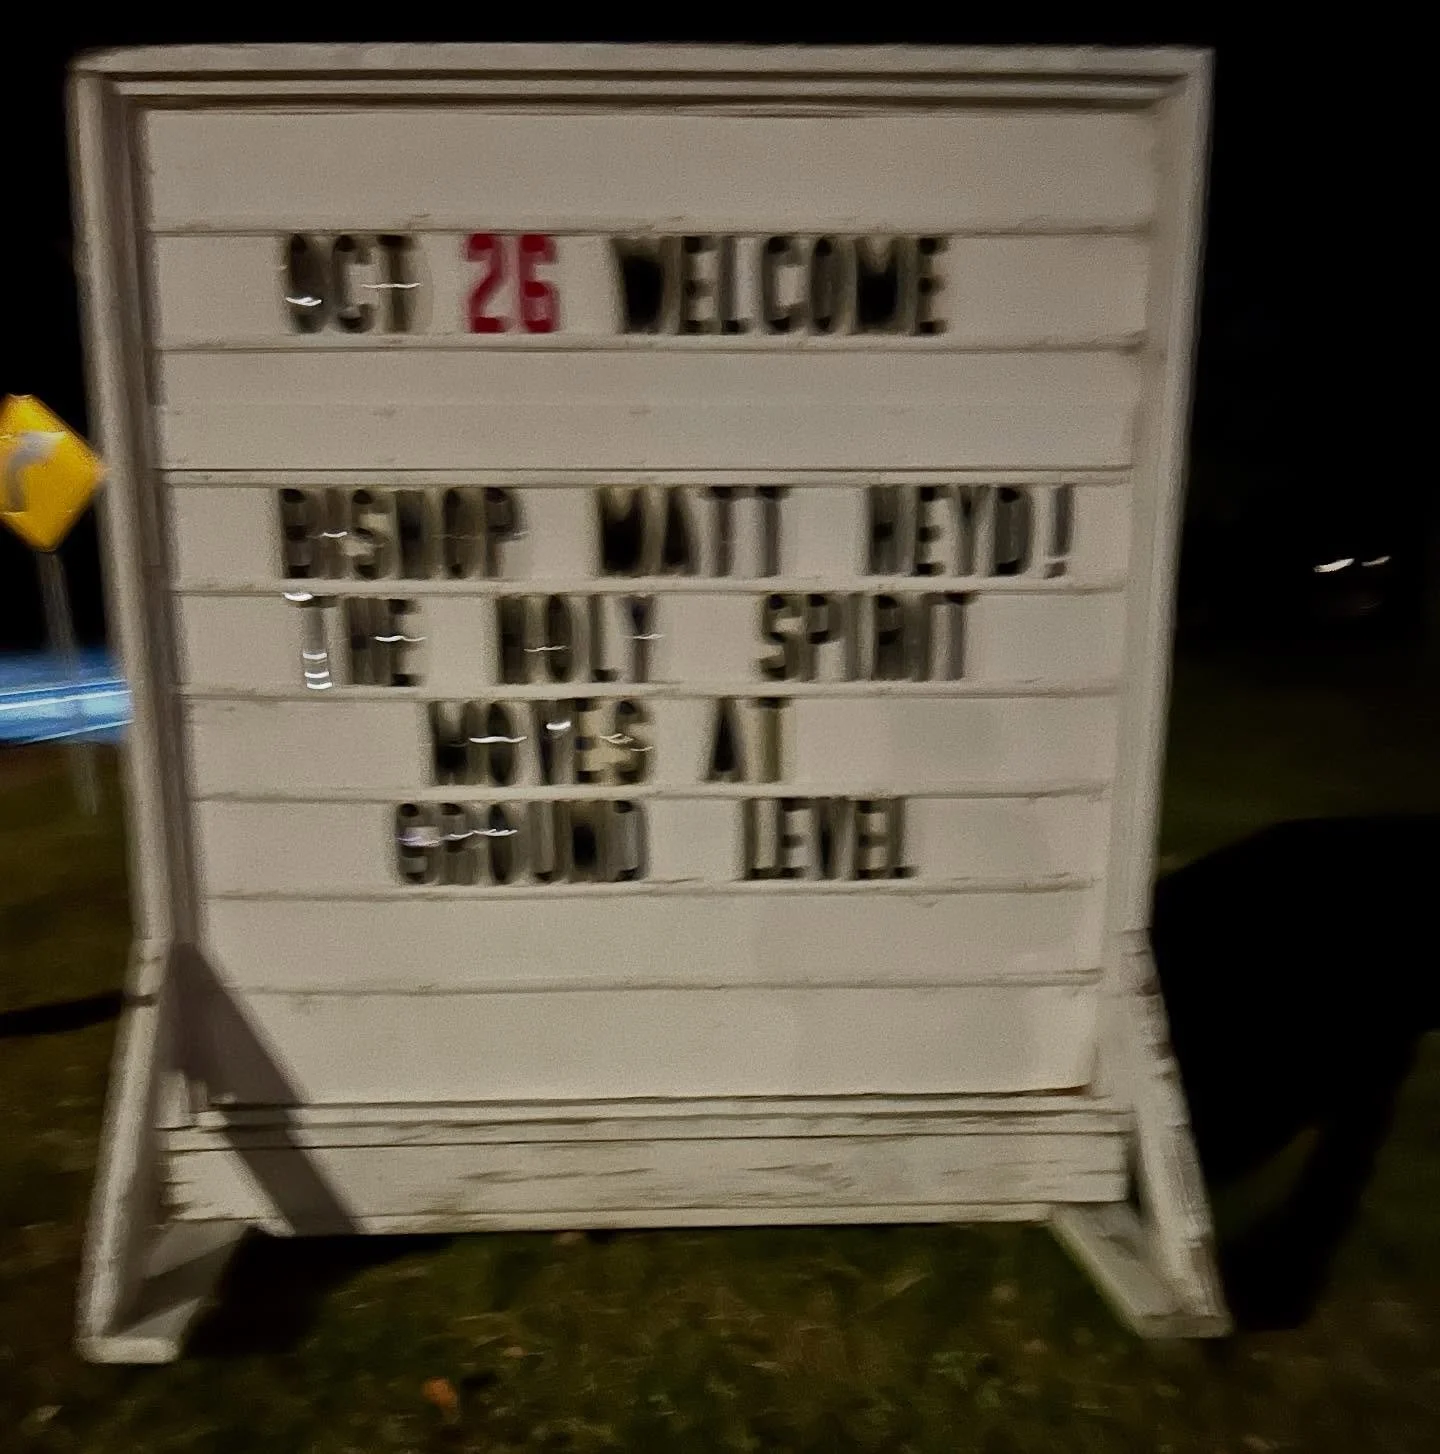 OCT 26 WELCOME
BISHOP MATT HEYD!
THE HOLY SPIRIT
MOVES AT
GROUND LEVEL